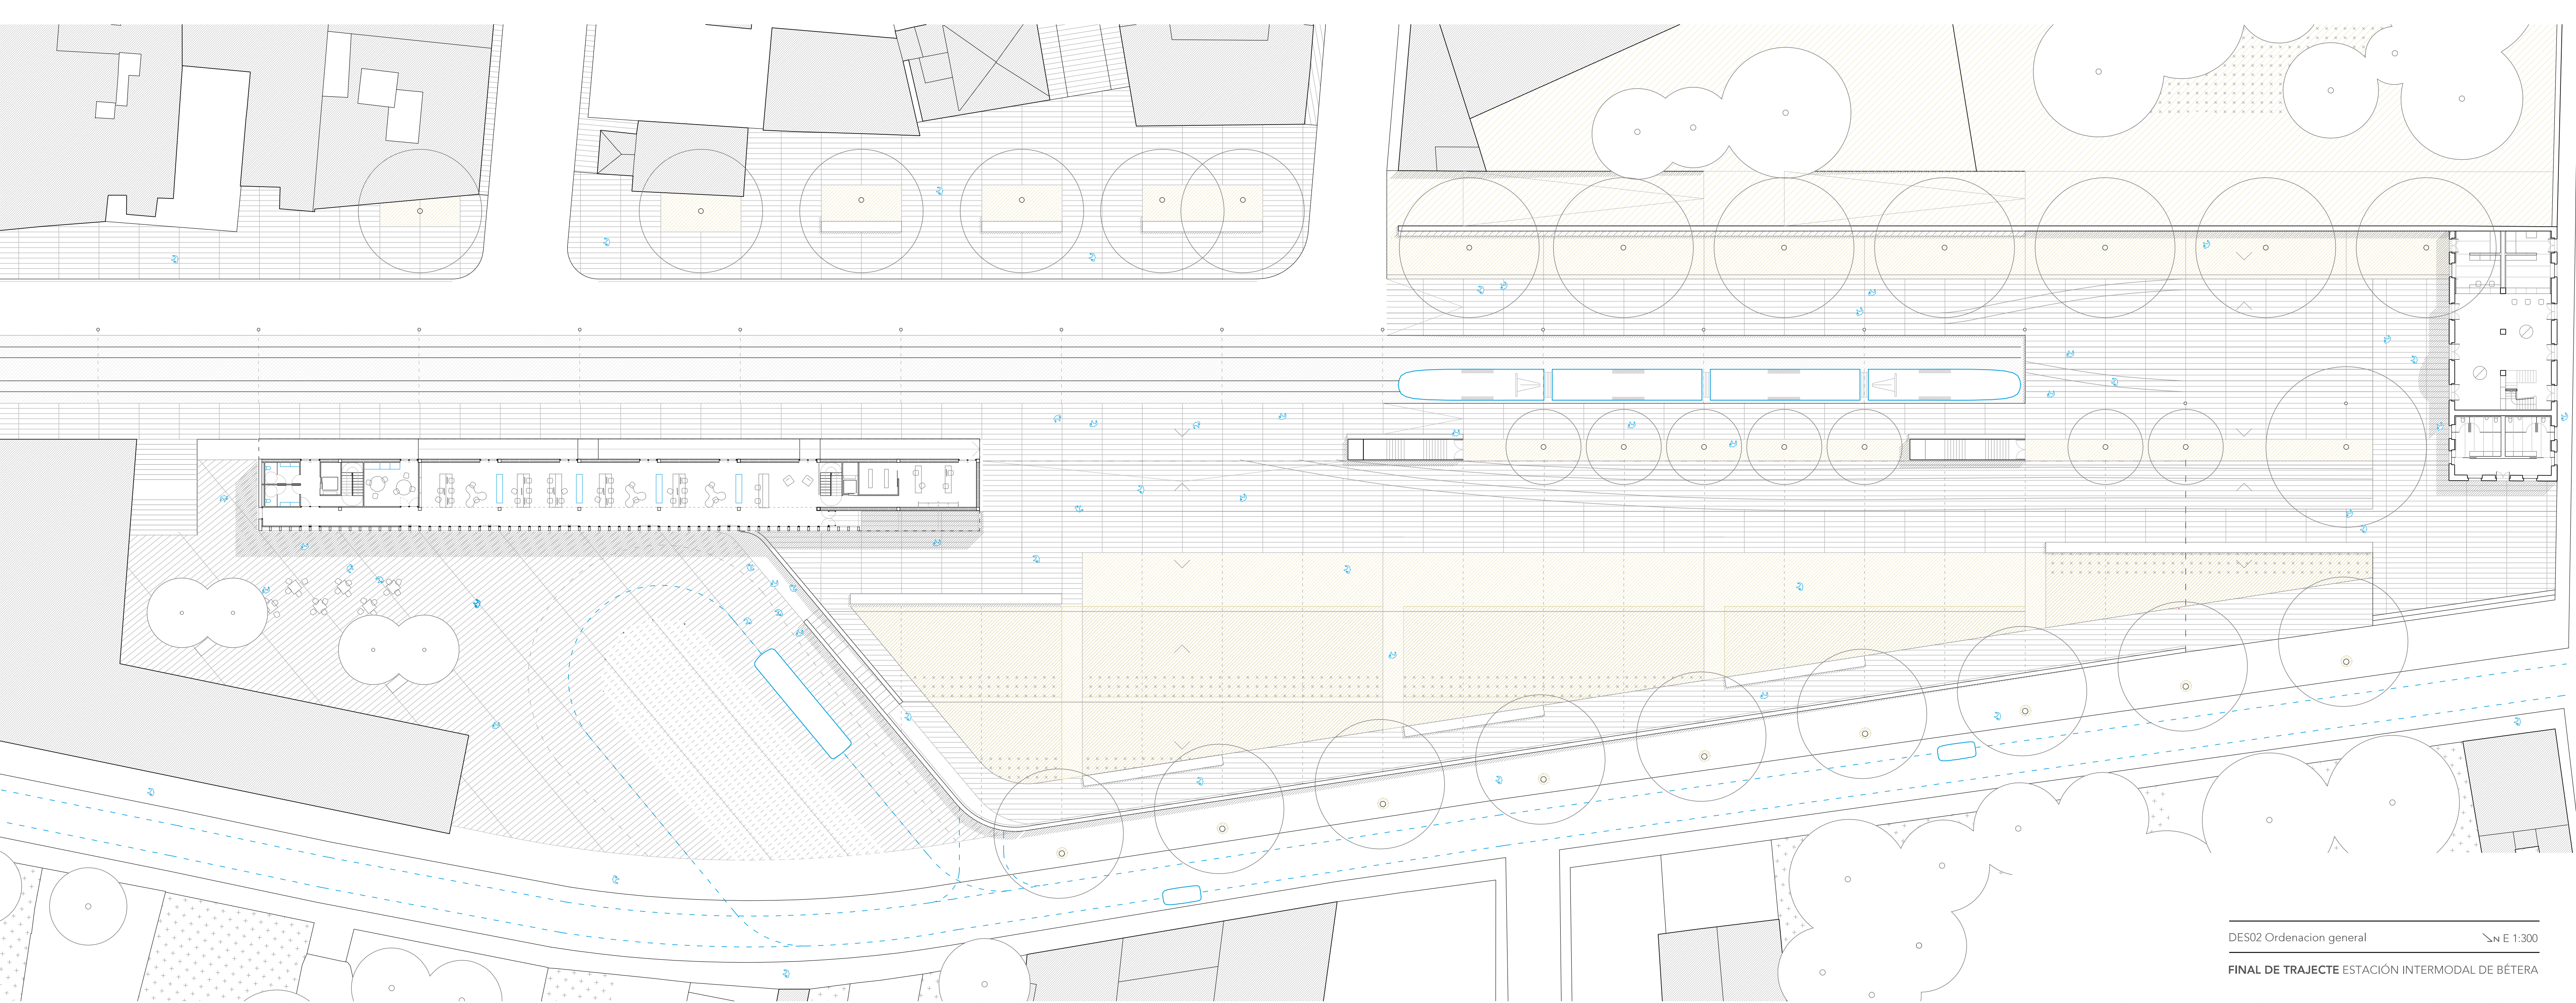 DES02 Ordenacion general
N E 1:300
FINAL DE TRAJECTE ESTACIÓN INTERMODAL DE BÉTERA